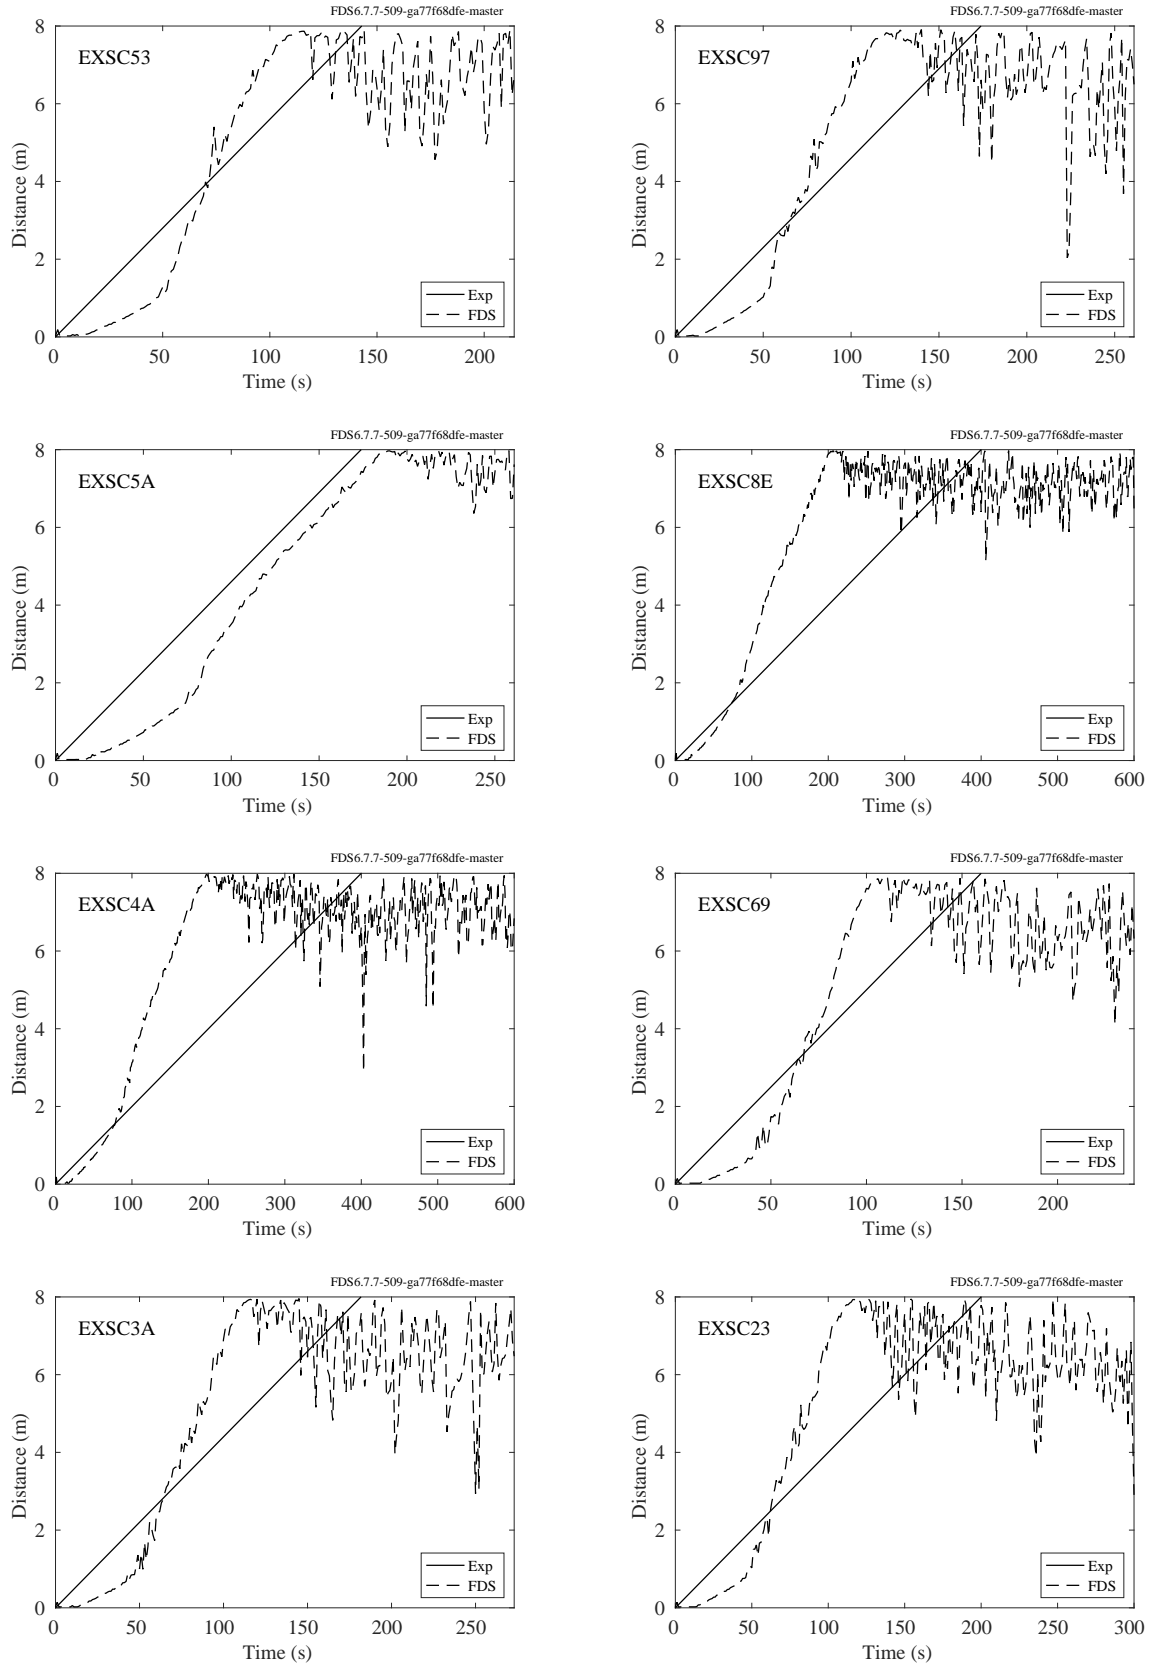 FDS6.7.7-509-ga77f68dfe-master
EXSC53
Distance (m)
8
6
4
2
0
0 50 100 150 200
Time (s)
Exp
FDS
FDS6.7.7-509-ga77f68dfe-master
EXSC97
Distance (m)
8
6
4
2
0
0 50 100 150 200 250
Time (s)
Exp
FDS
FDS6.7.7-509-ga77f68dfe-master
EXSC5A
Distance (m)
8
6
4
2
0
0 50 100 150 200 250
Time (s)
Exp
FDS
FDS6.7.7-509-ga77f68dfe-master
EXSC8E
Distance (m)
8
6
4
2
0
0 100 200 300 400 500 600
Time (s)
Exp
FDS
FDS6.7.7-509-ga77f68dfe-master
EXSC4A
Distance (m)
8
6
4
2
0
0 100 200 300 400 500 600
Time (s)
Exp
FDS
FDS6.7.7-509-ga77f68dfe-master
EXSC69
Distance (m)
8
6
4
2
0
0 50 100 150 200
Time (s)
Exp
FDS
FDS6.7.7-509-ga77f68dfe-master
EXSC3A
Distance (m)
8
6
4
2
0
0 50 100 150 200 250
Time (s)
Exp
FDS
FDS6.7.7-509-ga77f68dfe-master
EXSC23
Distance (m)
8
6
4
2
0
0 50 100 150 200 250 300
Time (s)
Exp
FDS